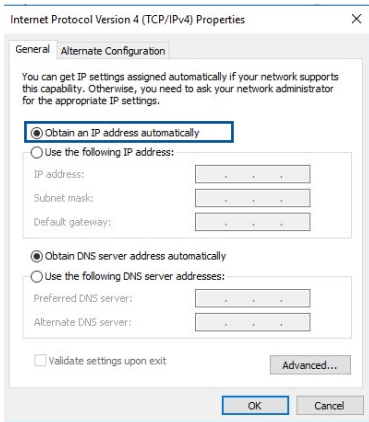 Internet Protocol Version 4 (TCP/IPv4) Properties
General Alternate Configuration
You can get IP settings assigned automatically if your network supports
this capability. Otherwise, you need to ask your network administrator
for the appropriate IP settings.
Obtain an IP address automatically
Use the following IP address:
IP address:
Subnet mask:
Default gateway:
Obtain DNS server address automatically
Use the following DNS server addresses:
Preferred DNS server:
Alternate DNS server:
Validate settings upon exit
Advanced...
OK Cancel